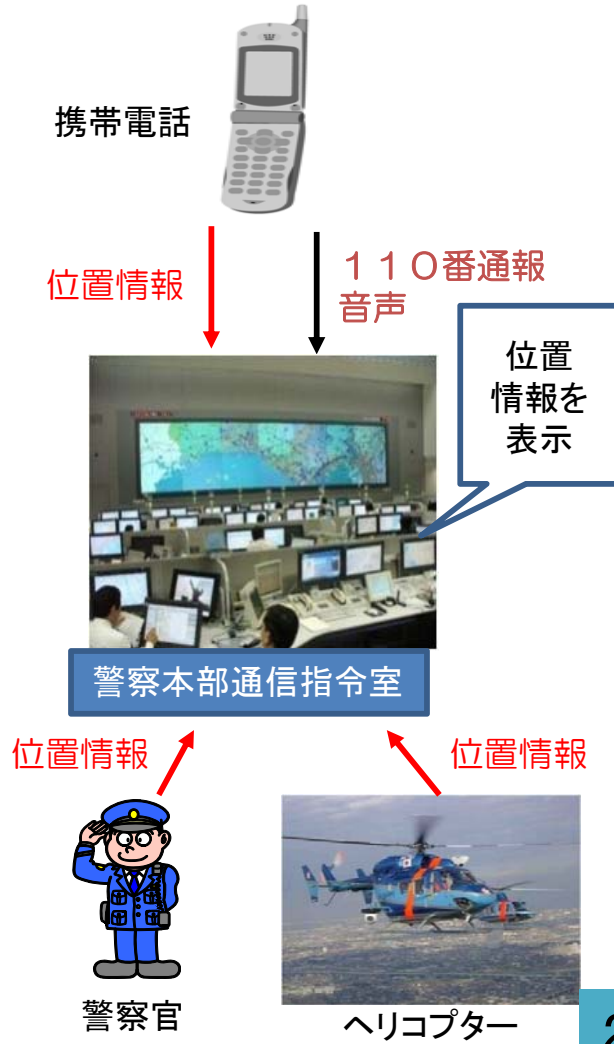 携帯電話
位置情報
１１０番通報
音声
位置
情報を
表示
警察本部通信指令室
位置情報
位置情報
警察官
ヘリコプター
2